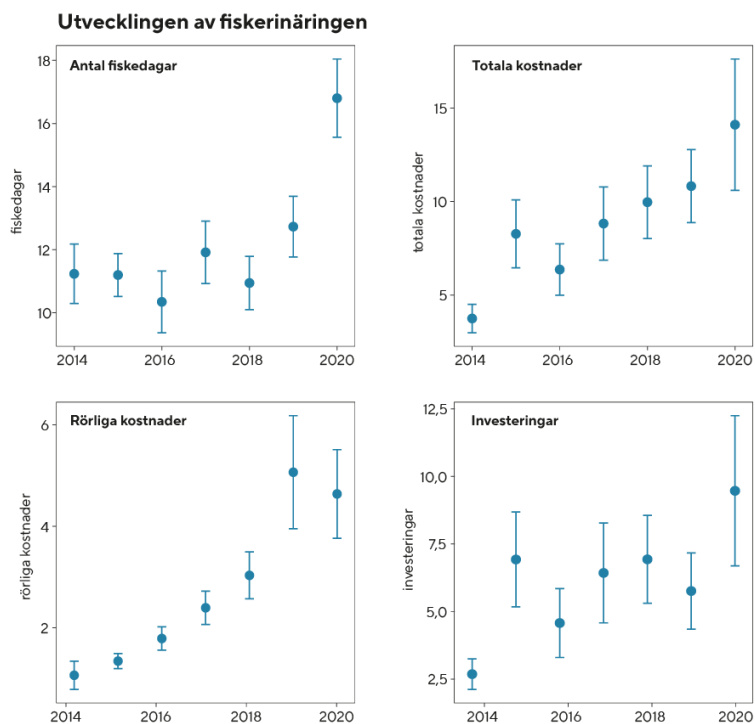 Utvecklingen av fiskerinäringen
Antal fiskedagar
fiskedagar
18
16
14
12
10
2014 2016 2018 2020
Totala kostnader
totala kostnader
15
10
5
2014 2016 2018 2020
Rörliga kostnader
rörliga kostnader
6
4
2
2014 2016 2018 2020
Investeringar
investeringar
12,5
10,0
7,5
5,0
2,5
2014 2016 2018 2020